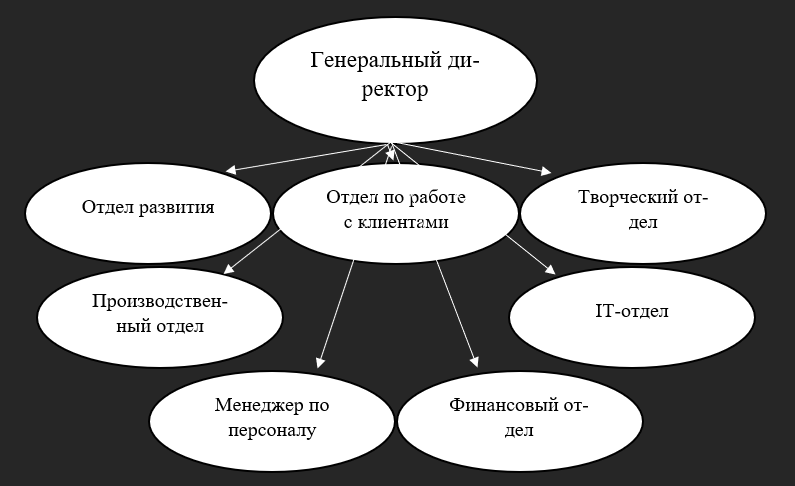 Генеральный ди-
ректор
Отдел развития
Отдел по работе
с клиентами
Творческий от-
дел
Производствен-
ный отдел
IT-отдел
Менеджер по
персоналу
Финансовый от-
дел